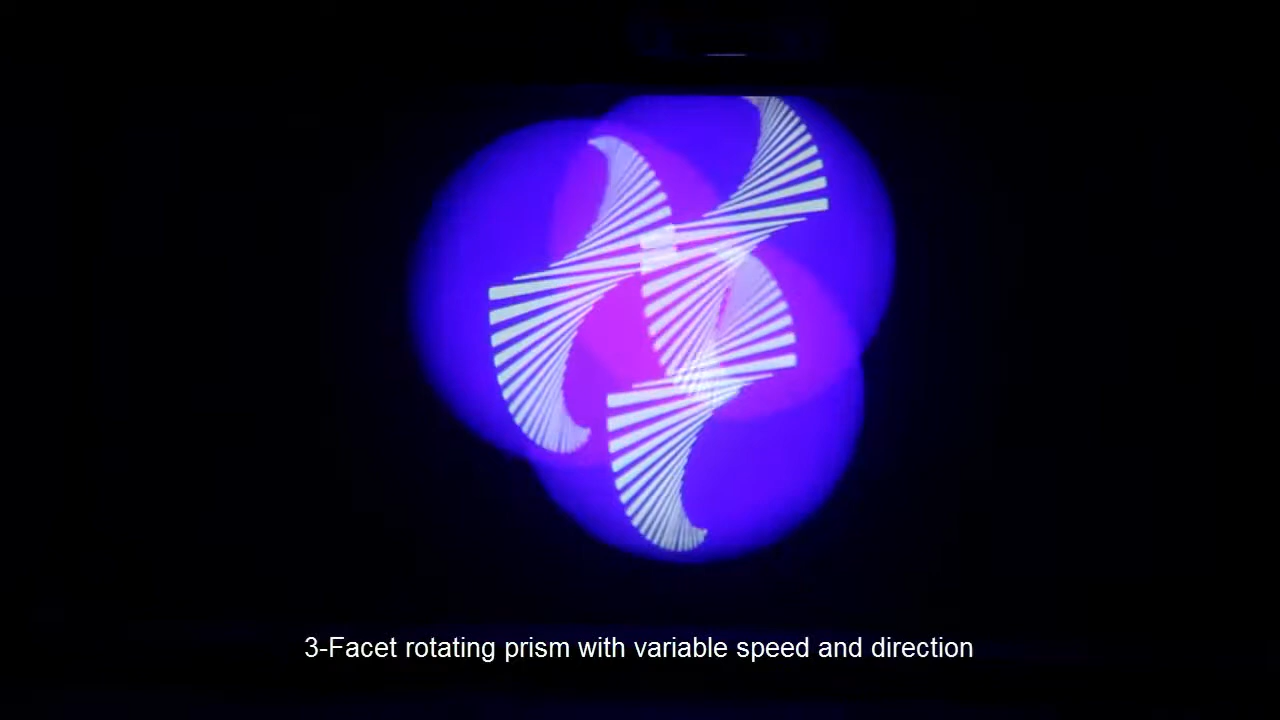 3-Facet rotating prism with variable speed and direction